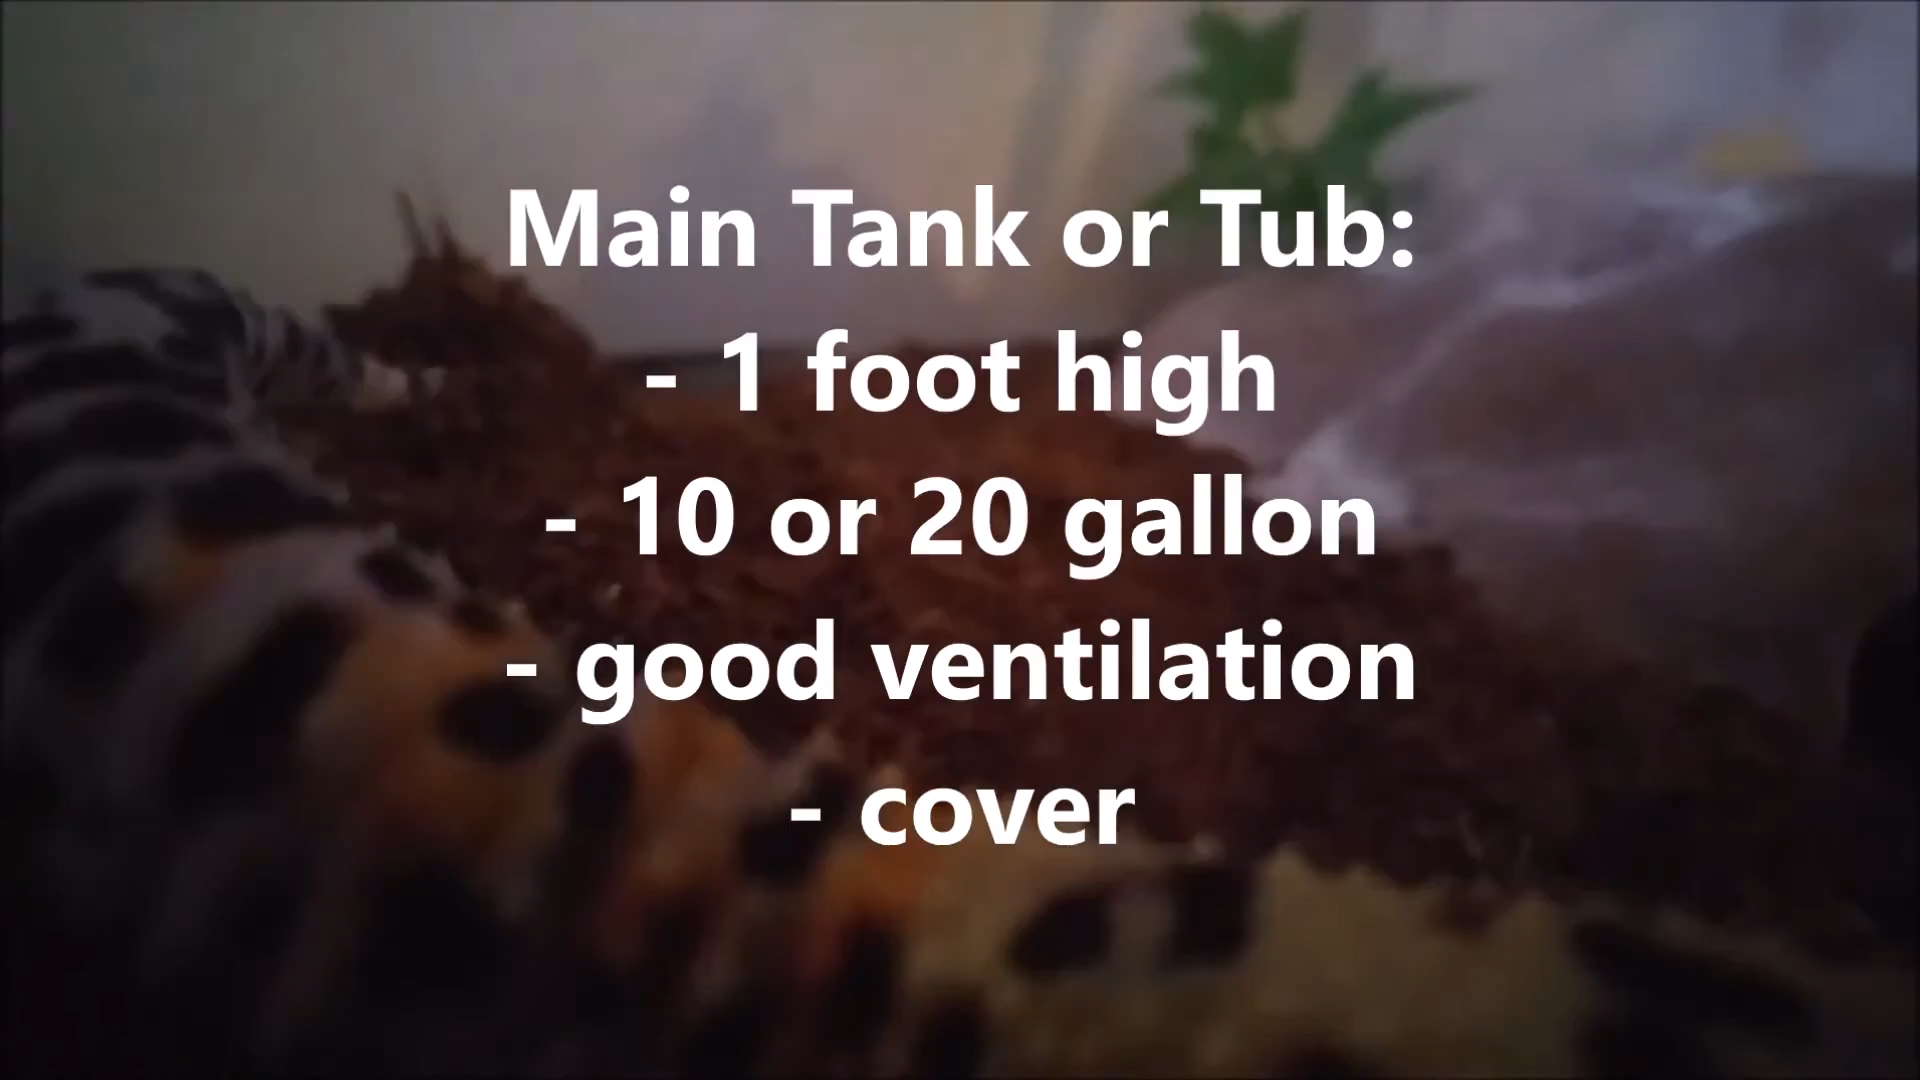 Main Tank or Tub:
- 1 foot high
- 10 or 20 gallon
- good ventilation
- cover